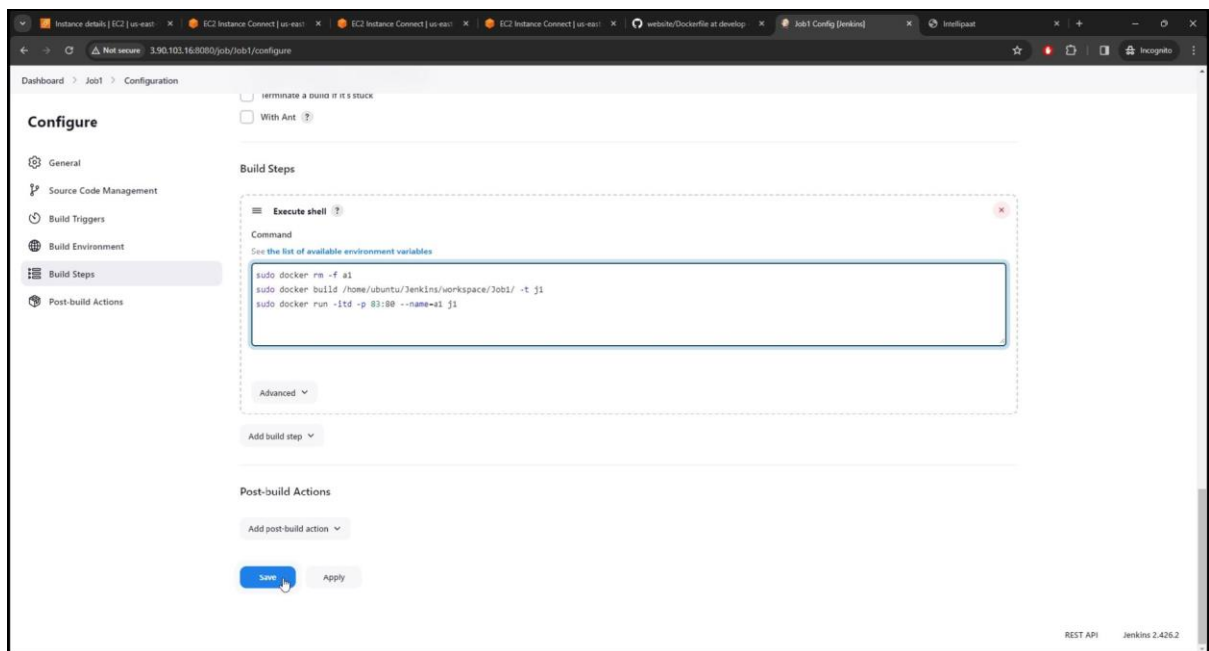 Instance details | EC2 | us-east-
EC2 Instance Connect | us-east-
EC2 Instance Connect | us-east-
EC2 Instance Connect | us-east-
website/Dockerfile at develop
Job1 Config [Jenkins]
Intellipaat
Not secure 3.90.103.16:8080/job/Job1/configure
Incognito
Dashboard > Job1 > Configuration
Configure
General
Source Code Management
Build Triggers
Build Environment
Build Steps
Post-build Actions
Terminate a build if it's stuck
With Ant ?
Build Steps
Execute shell ?
Command
See the list of available environment variables
sudo docker rm -f a1
sudo docker build /home/ubuntu/Jenkins/workspace/Job1/ -t j1
sudo docker run -itd -p 83:80 --name=a1 j1
Advanced
Add build step
Post-build Actions
Add post-build action
Save
Apply
REST API
Jenkins 2.426.2